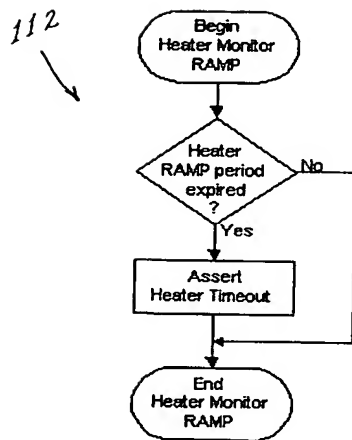 112
Begin
Heater Monitor
RAMP
Heater
RAMP period
expired
?
No
Yes
Assert
Heater Timeout
End
Heater Monitor
RAMP